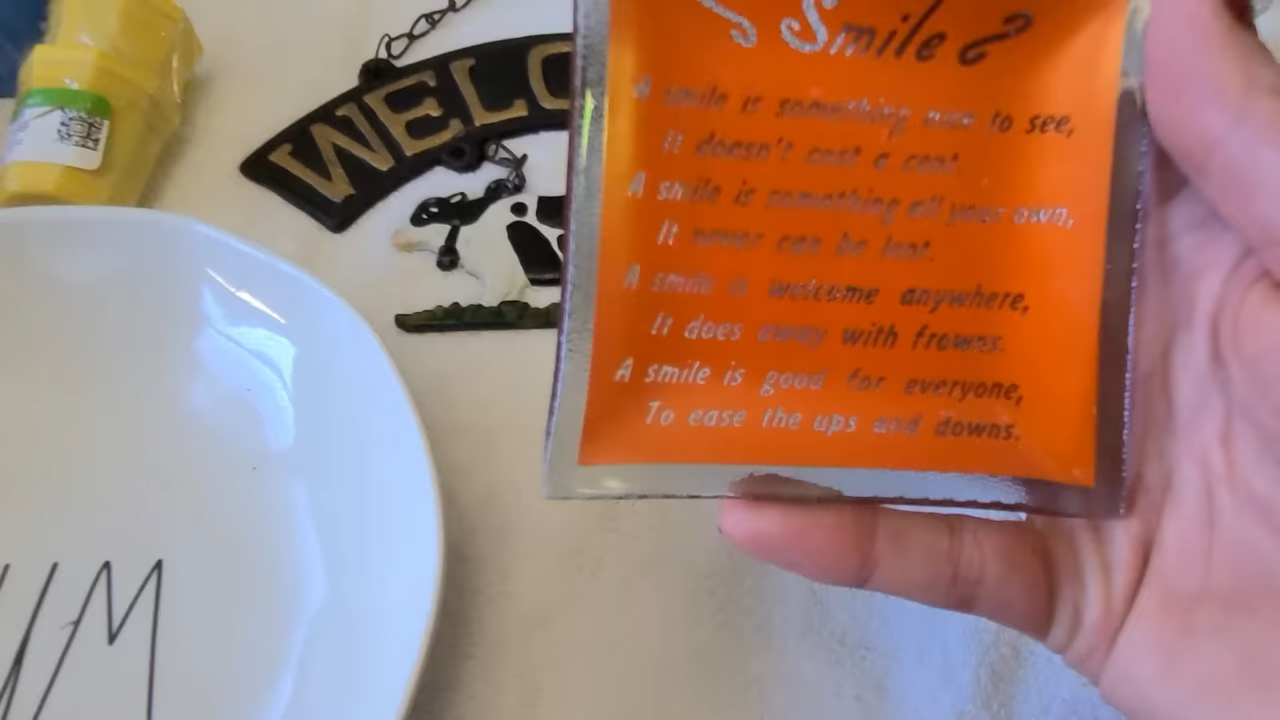 WELCO
Smile
A smile is something nice to see,
It doesn't cost a cent.
A smile is something all your own,
It never can be lent.
A smile is welcome anywhere,
It does away with frowns.
A smile is good for everyone,
To ease the ups and downs.